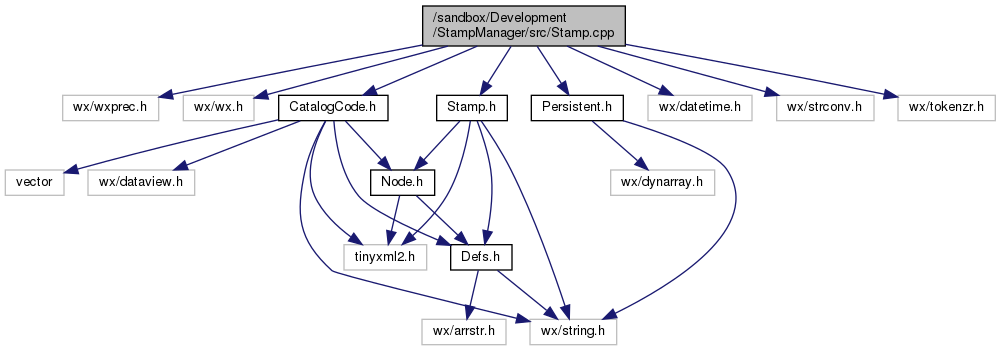 /sandbox/Development
/StampManager/src/Stamp.cpp
wx/wxprec.h
wx/wx.h
CatalogCode.h
Stamp.h
Persistent.h
wx/datetime.h
wx/strconv.h
wx/tokenzr.h
vector
wx/dataview.h
Node.h
wx/dynarray.h
tinyxml2.h
Defs.h
wx/arrstr.h
wx/string.h